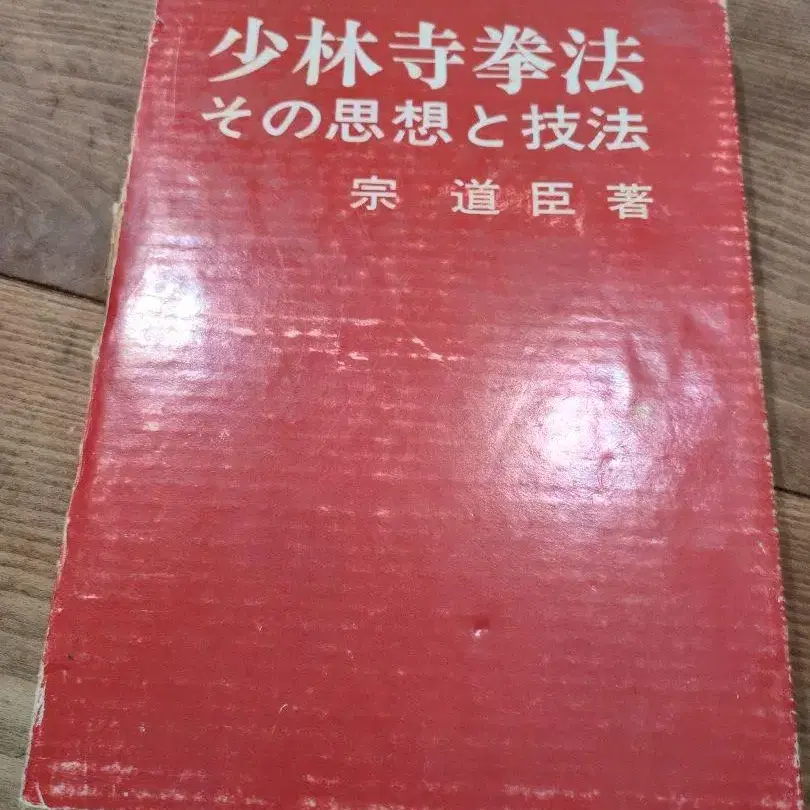 少林寺拳法
その思想と技法
宗 道臣 著